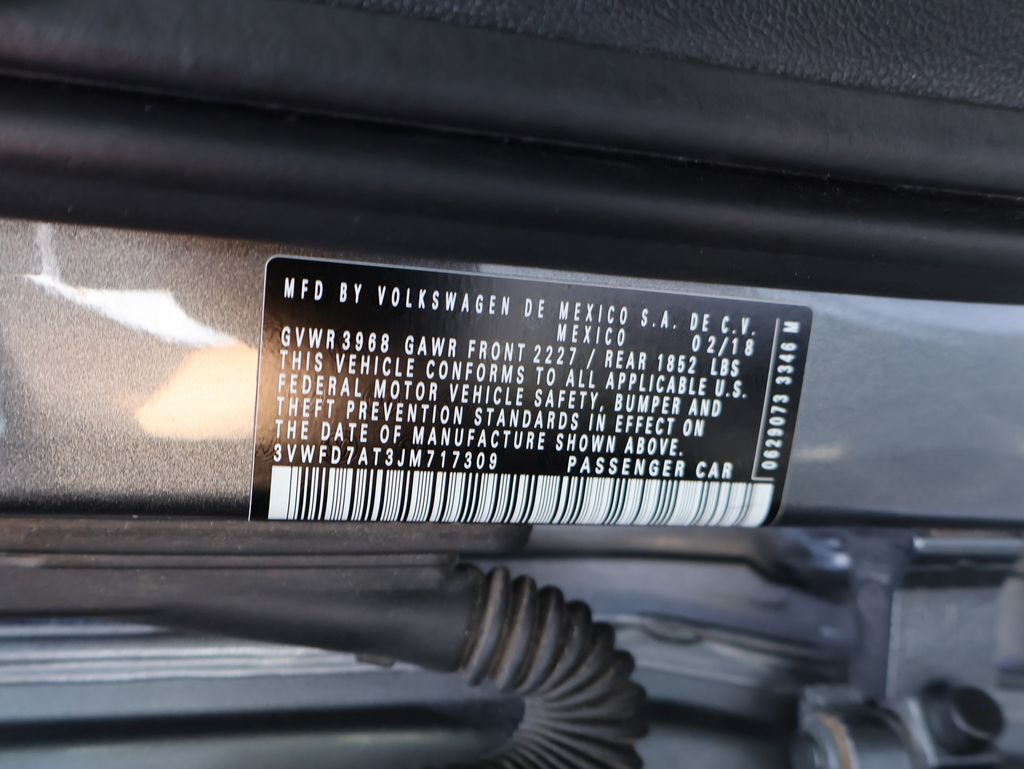 MFD BY VOLKSWAGEN DE MEXICO S.A. DE C.V.
MEXICO 02/18
GVWR 3968 GAWR FRONT 2227 / REAR 1852 LBS
THIS VEHICLE CONFORMS TO ALL APPLICABLE U.S.
FEDERAL MOTOR VEHICLE SAFETY, BUMPER AND
THEFT PREVENTION STANDARDS IN EFFECT ON
THE DATE OF MANUFACTURE SHOWN ABOVE.
3VWFD7AT3JM717309 PASSENGER CAR
0629073 3346 M